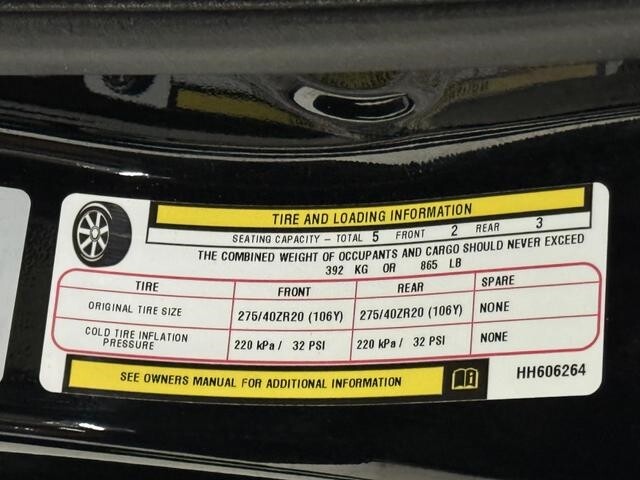 TIRE AND LOADING INFORMATION
SEATING CAPACITY – TOTAL 5 FRONT 2 REAR 3
THE COMBINED WEIGHT OF OCCUPANTS AND CARGO SHOULD NEVER EXCEED
392 KG OR 865 LB
TIRE FRONT REAR SPARE
ORIGINAL TIRE SIZE 275/40ZR20 (106Y) 275/40ZR20 (106Y) NONE
COLD TIRE INFLATION
PRESSURE 220 kPa / 32 PSI 220 kPa / 32 PSI NONE
SEE OWNERS MANUAL FOR ADDITIONAL INFORMATION
HH606264